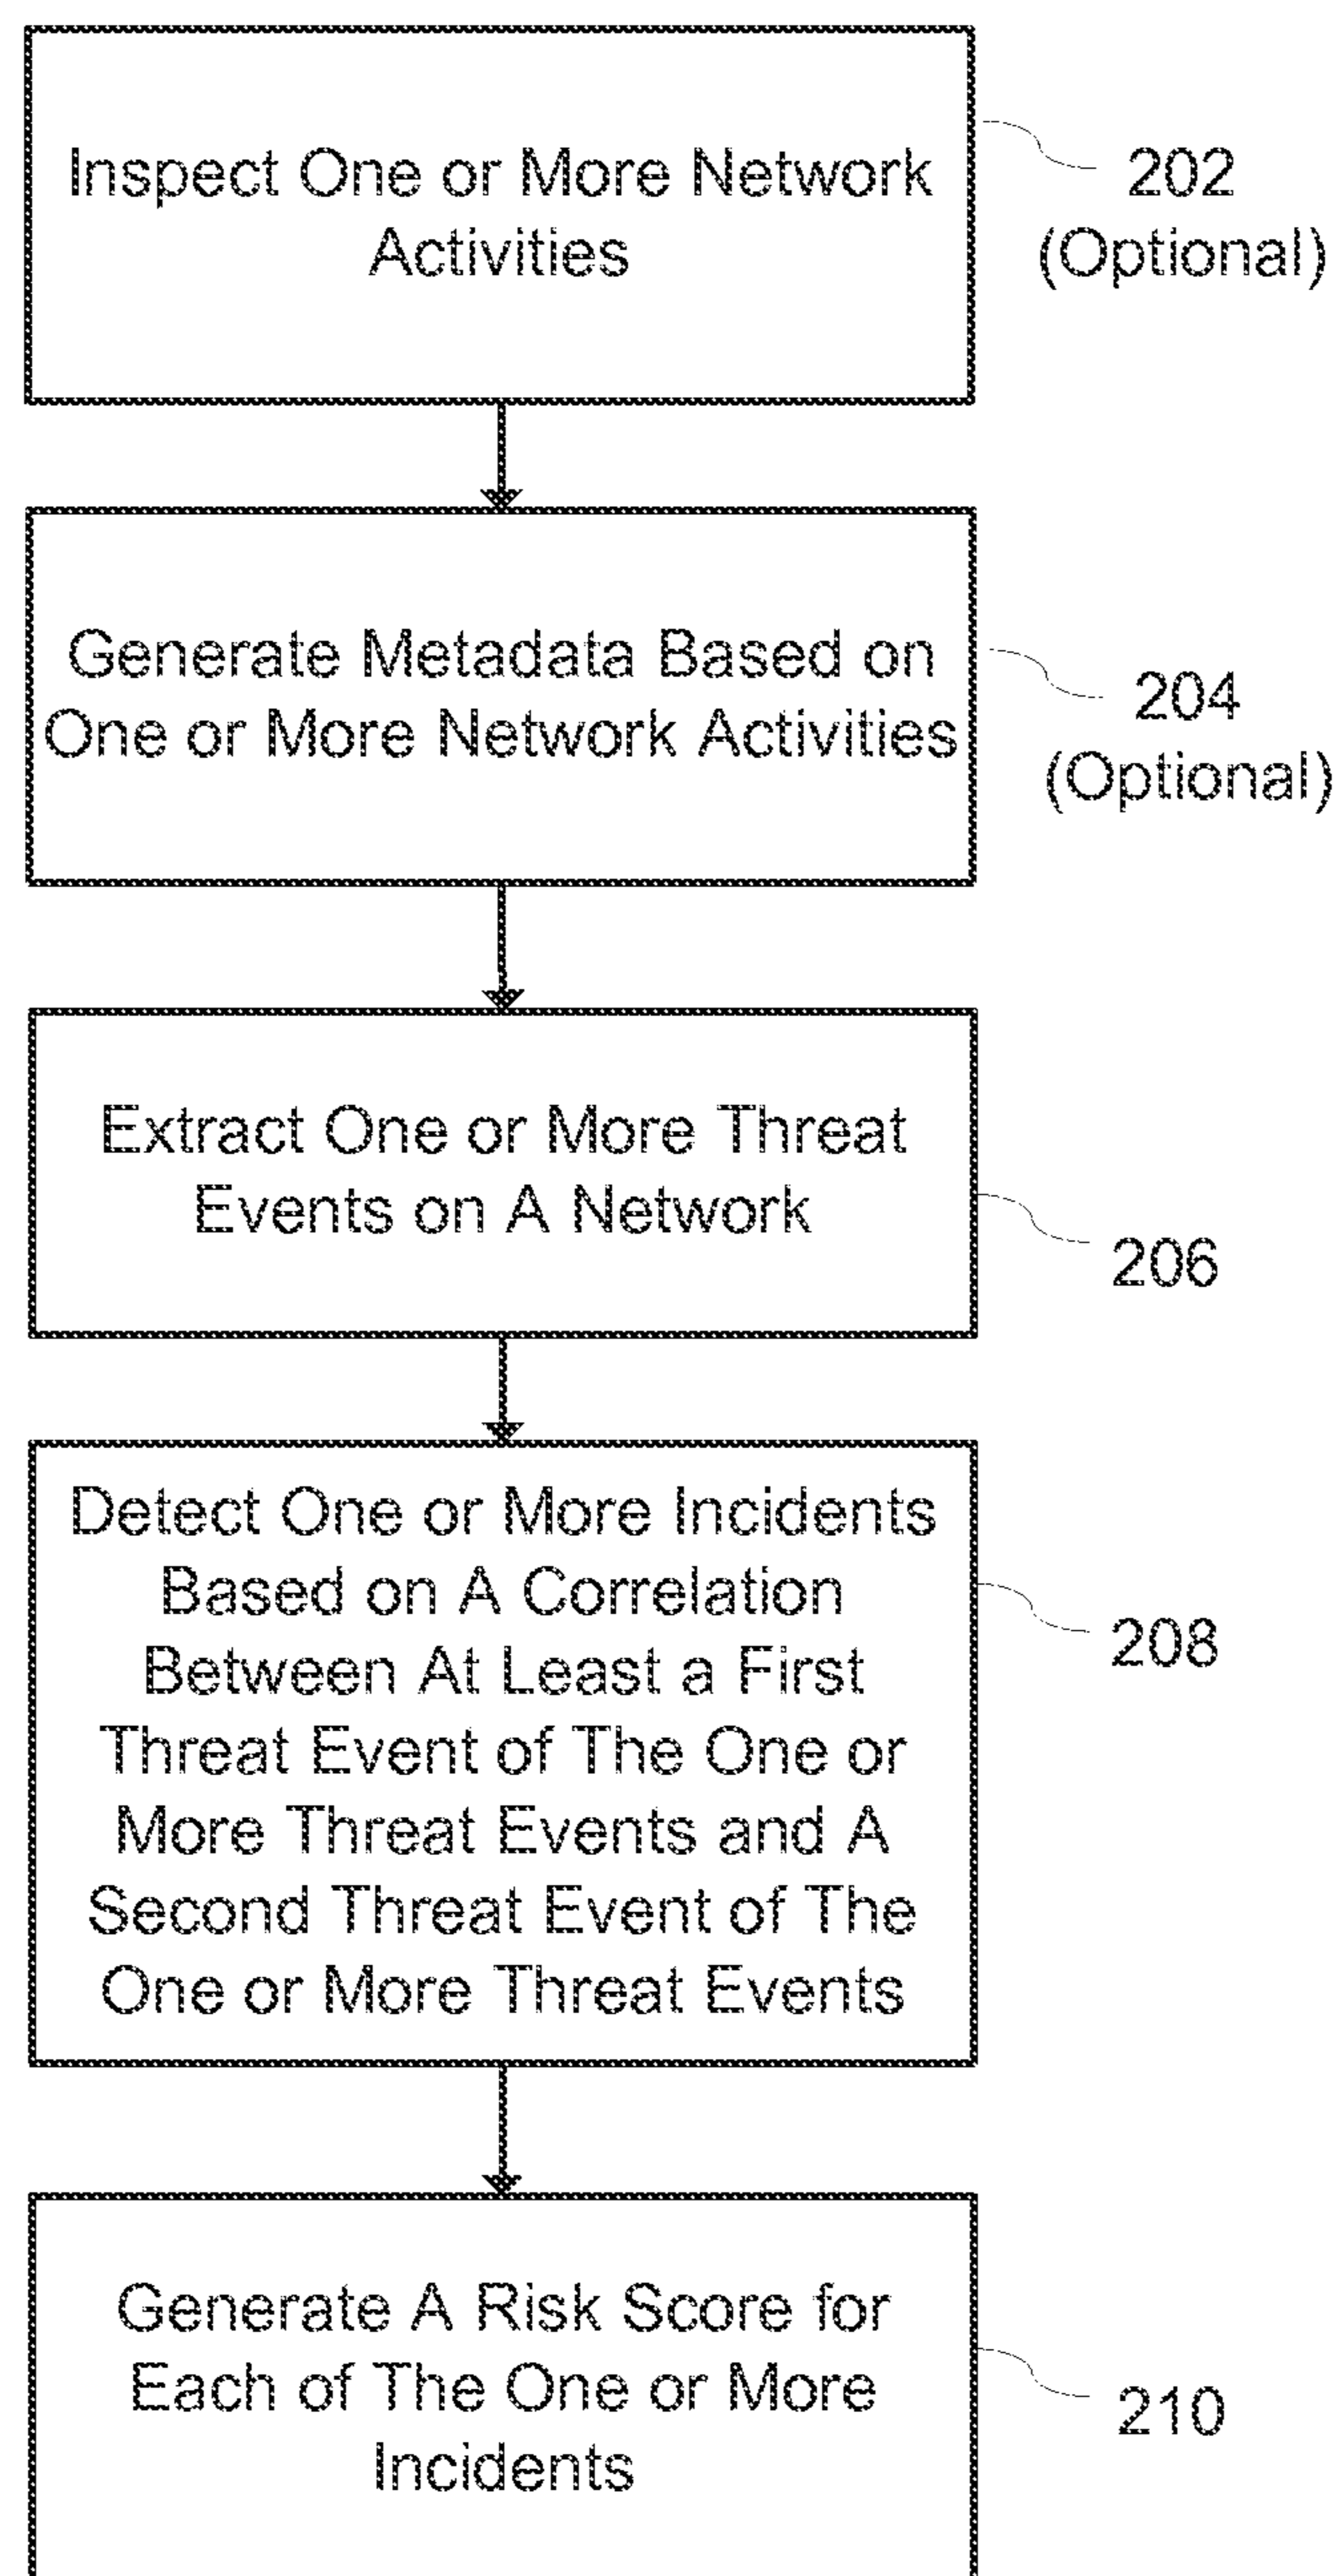 Inspect One or More Network
Activities
202
(Optional)
Generate Metadata Based on
One or More Network Activities
204
(Optional)
Extract One or More Threat
Events on A Network
206
Detect One or More Incidents
Based on A Correlation
Between At Least a First
Threat Event of The One or
More Threat Events and A
Second Threat Event of The
One or More Threat Events
208
Generate A Risk Score for
Each of The One or More
Incidents
210